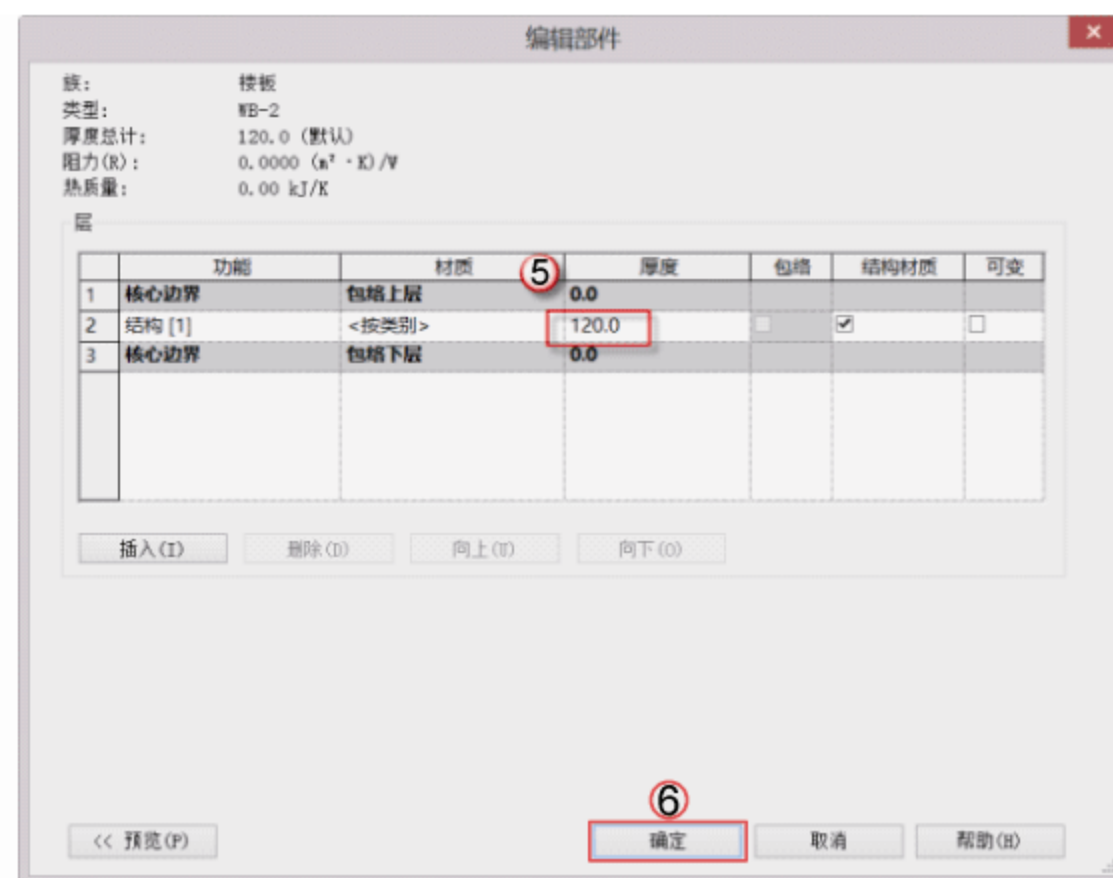 编辑部件
族: 楼板
类型: WB-2
厚度总计: 120.0 (默认)
阻力(R): 0.0000 (m²·K)/W
热质量: 0.00 kJ/K
层
功能 材质 ⑤ 厚度 包络 结构材质 可变
1 核心边界 包络上层 0.0
2 结构 [1] <按类别> 120.0
3 核心边界 包络下层 0.0
插入(I) 删除(D) 向上(U) 向下(O)
⑥
<< 预览(P) 确定 取消 帮助(H)